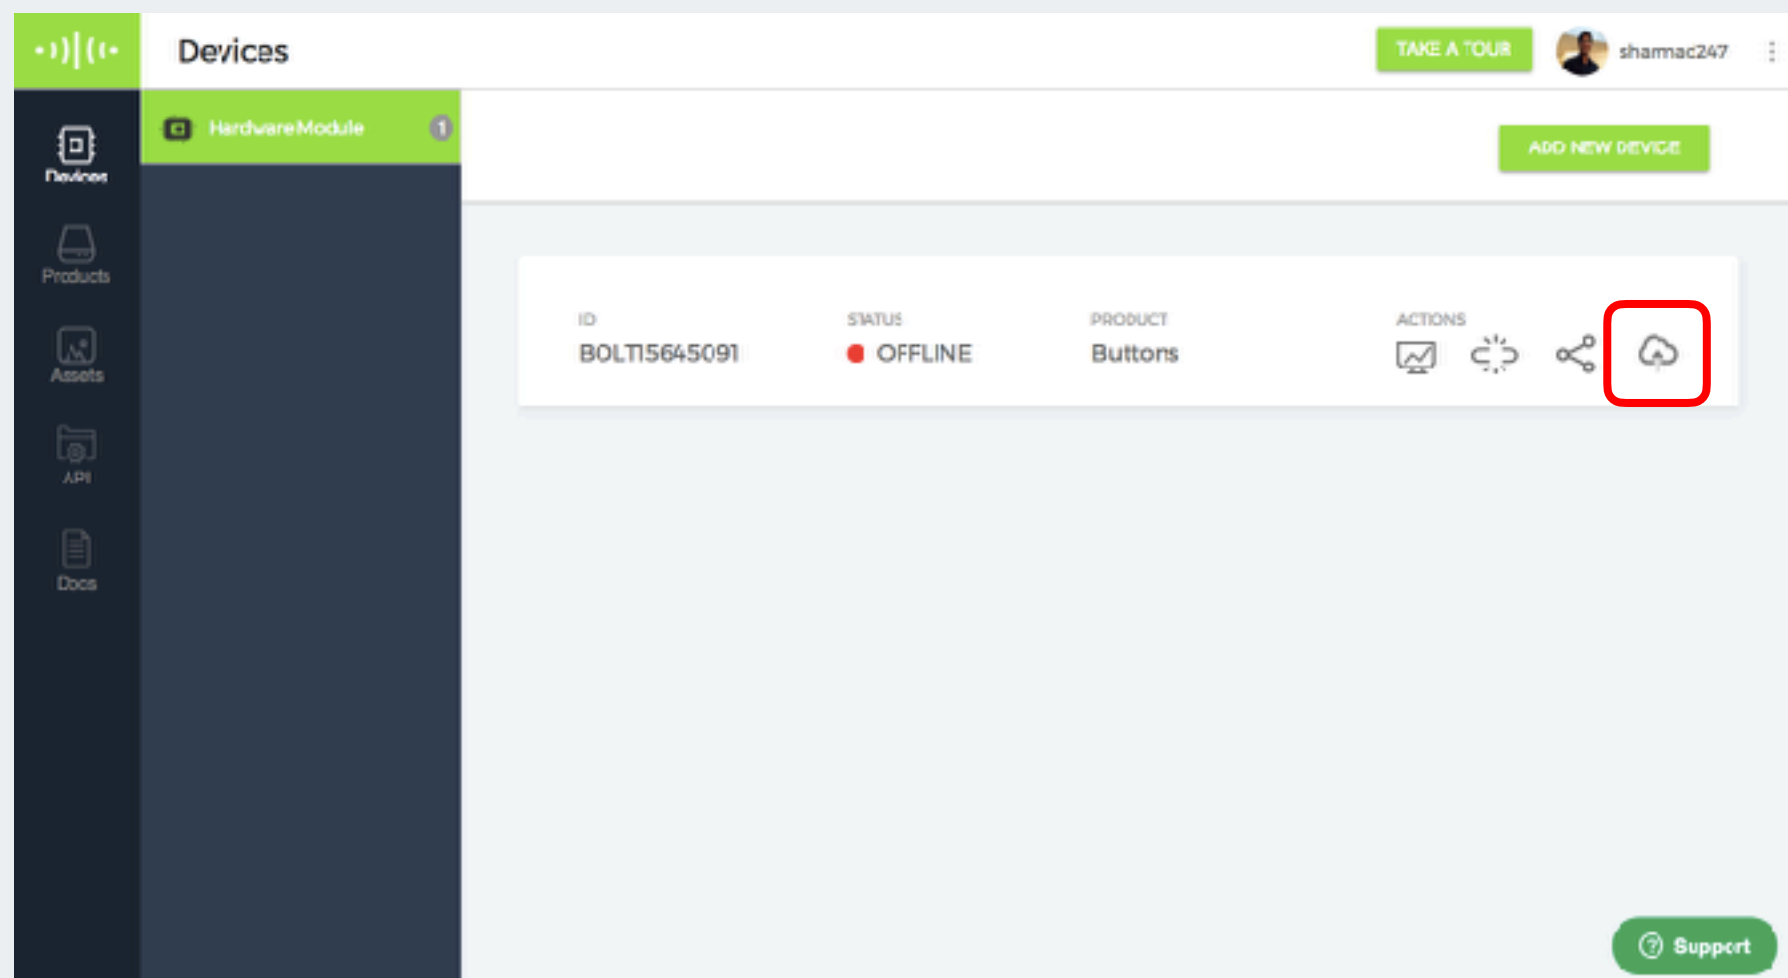 Devices
TAKE A TOUR
sharmac247
HardwareModule
1
ADD NEW DEVICE
Devices
Products
Assets
API
Docs
ID
STATUS
PRODUCT
ACTIONS
BOLT15645091
OFFLINE
Buttons
Support